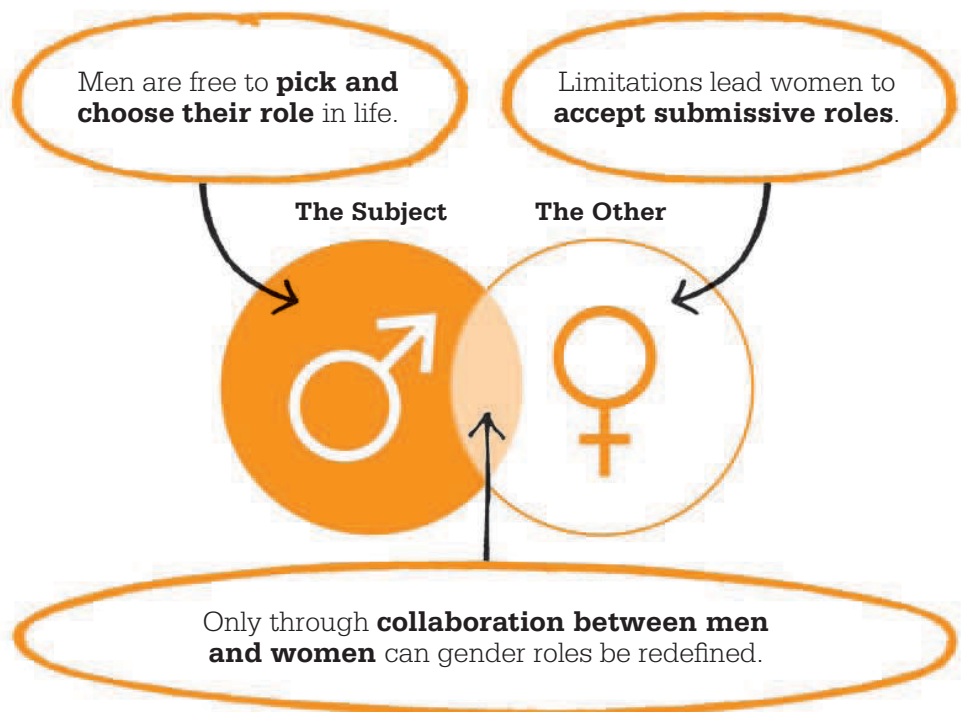 Men are free to pick and
choose their role in life.
Limitations lead women to
accept submissive roles.
The Subject
The Other
Only through collaboration between men
and women can gender roles be redefined.